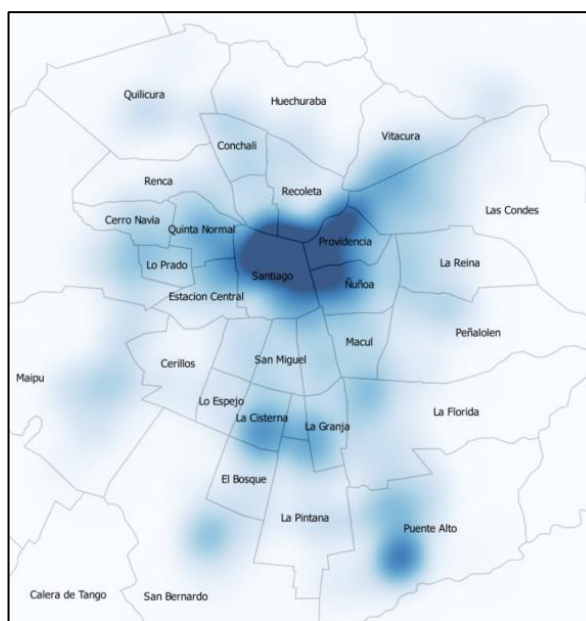 Quilicura
Huechuraba
Vitacura
Conchali
Renca
Recoleta
Las Condes
Cerro Navia
Quinta Normal
Providencia
Lo Prado
La Reina
Santiago
Ñuñoa
Estacion Central
Peñalolen
Macul
San Miguel
Cerillos
Maipu
Lo Espejo
La Cisterna
La Granja
La Florida
El Bosque
La Pintana
Puente Alto
Calera de Tango
San Bernardo